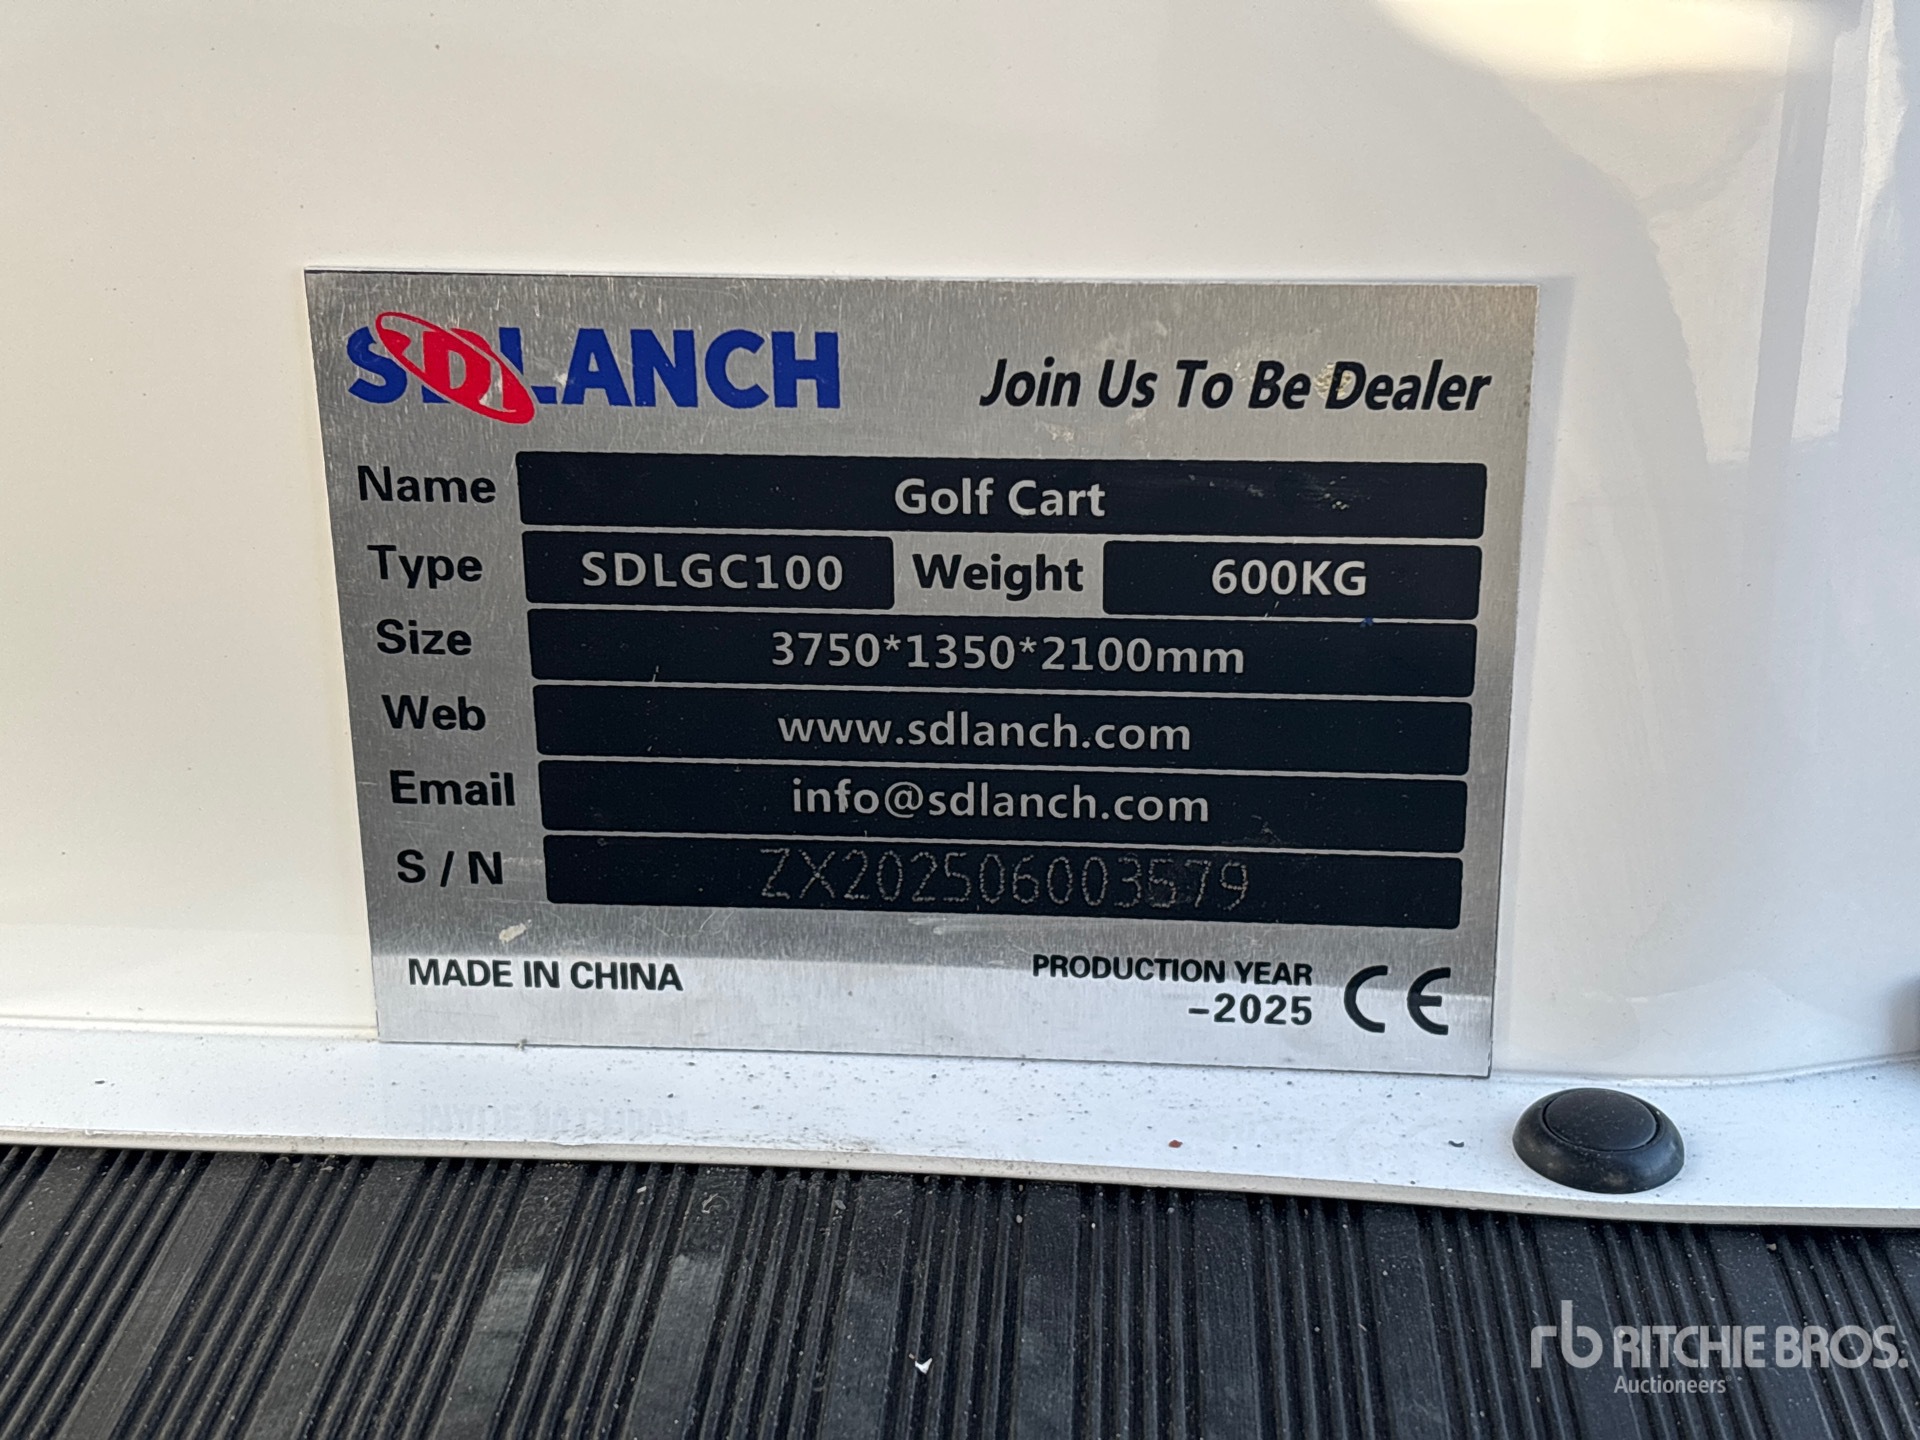 SDLANCH
Join Us To Be Dealer
Name Golf Cart
Type SDLGC100 Weight 600KG
Size 3750*1350*2100mm
Web www.sdlanch.com
Email info@sdlanch.com
S / N ZX202506003579
MADE IN CHINA
PRODUCTION YEAR
-2025
CE
rb RITCHIE BROS.
Auctioneers